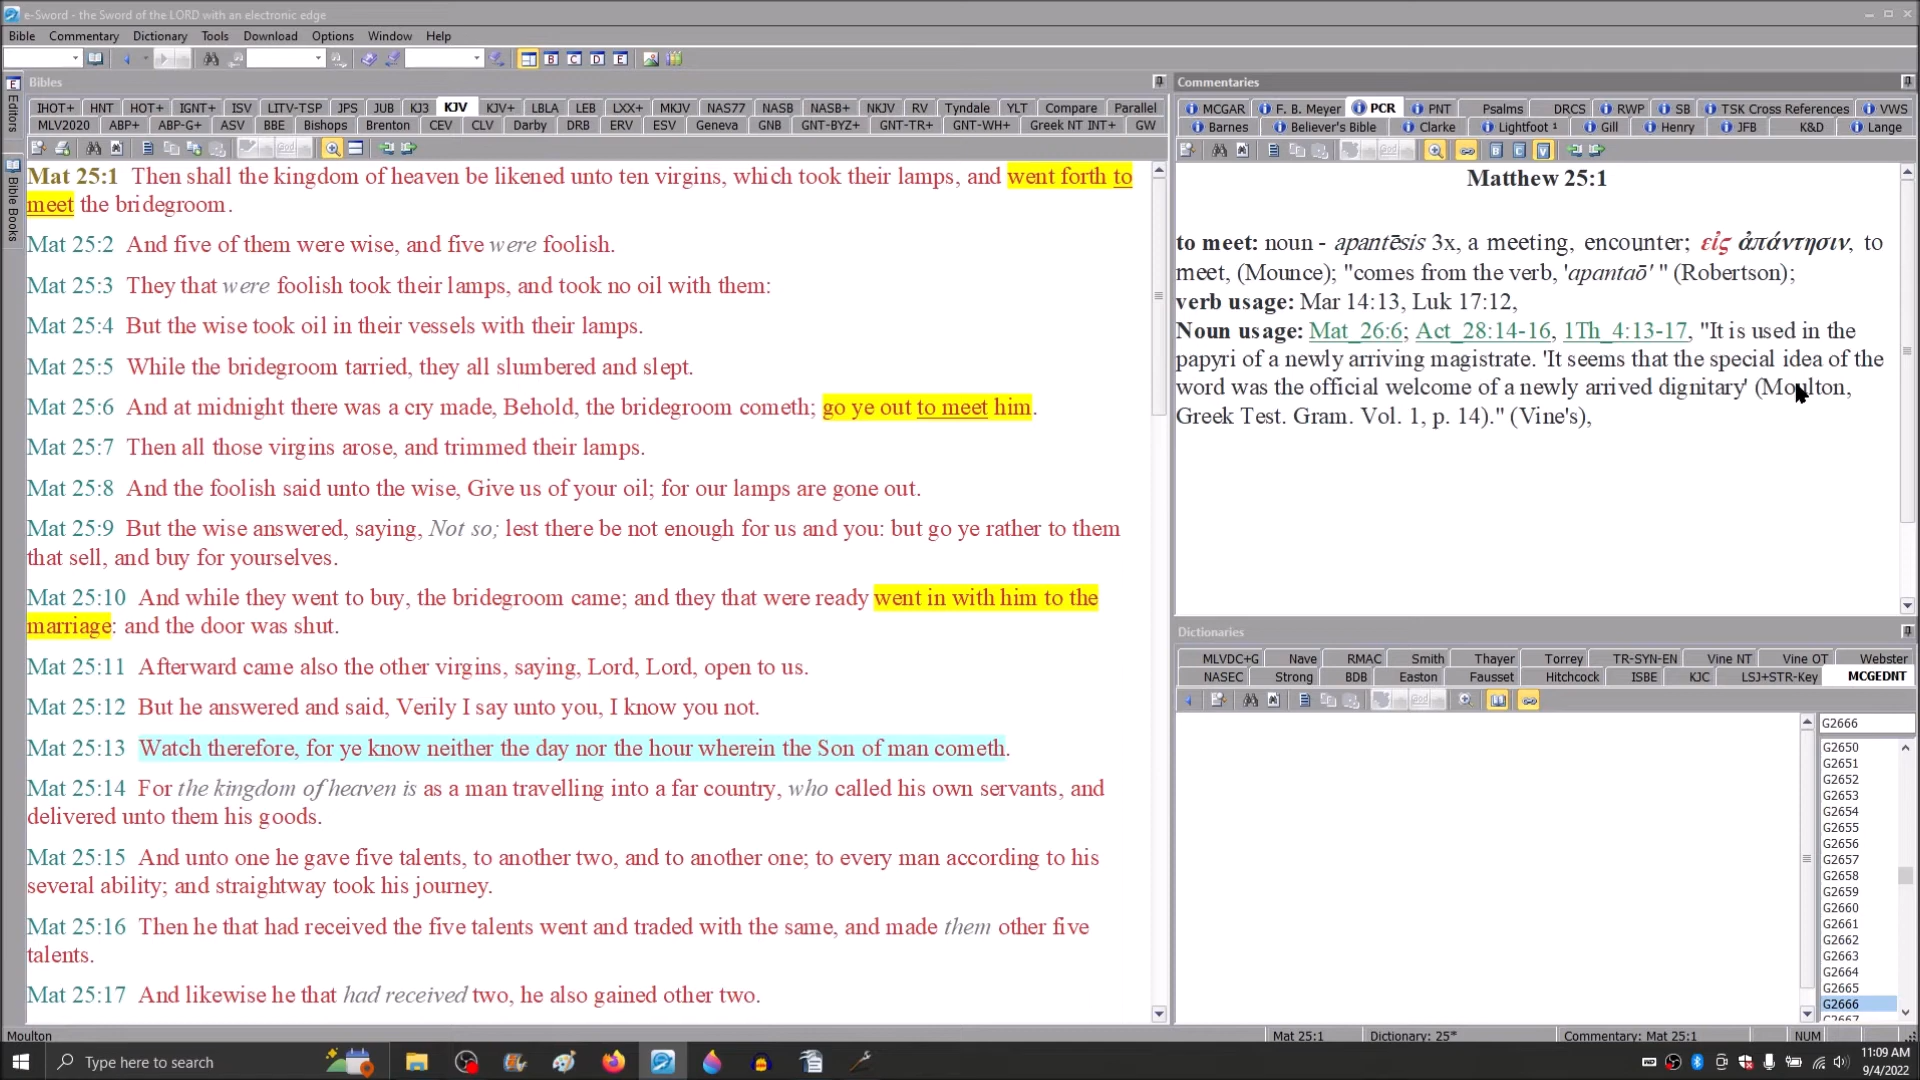 e-Sword - the Sword of the LORD with an electronic edge
Bible Commentary Dictionary Tools Download Options Window Help
B C D E
Editors
Bible Books
Bibles
IHOT+ HNT HOT+ IGNT+ ISV LITV-TSP JPS JUB KJ3 KJV KJV+ LBLA LEB LXX+ MKJV NAS77 NASB NASB+ NKJV RV Tyndale YLT Compare Parallel
MLV2020 ABP+ ABP-G+ ASV BBE Bishops Brenton CEV CLV Darby DRB ERV ESV Geneva GNB GNT-BYZ+ GNT-TR+ GNT-WH+ Greek NT INT+ GW
Mat 25:1 Then shall the kingdom of heaven be likened unto ten virgins, which took their lamps, and went forth to
meet the bridegroom.
Mat 25:2 And five of them were wise, and five were foolish.
Mat 25:3 They that were foolish took their lamps, and took no oil with them:
Mat 25:4 But the wise took oil in their vessels with their lamps.
Mat 25:5 While the bridegroom tarried, they all slumbered and slept.
Mat 25:6 And at midnight there was a cry made, Behold, the bridegroom cometh; go ye out to meet him.
Mat 25:7 Then all those virgins arose, and trimmed their lamps.
Mat 25:8 And the foolish said unto the wise, Give us of your oil; for our lamps are gone out.
Mat 25:9 But the wise answered, saying, Not so; lest there be not enough for us and you: but go ye rather to them
that sell, and buy for yourselves.
Mat 25:10 And while they went to buy, the bridegroom came; and they that were ready went in with him to the
marriage: and the door was shut.
Mat 25:11 Afterward came also the other virgins, saying, Lord, Lord, open to us.
Mat 25:12 But he answered and said, Verily I say unto you, I know you not.
Mat 25:13 Watch therefore, for ye know neither the day nor the hour wherein the Son of man cometh.
Mat 25:14 For the kingdom of heaven is as a man travelling into a far country, who called his own servants, and
delivered unto them his goods.
Mat 25:15 And unto one he gave five talents, to another two, and to another one; to every man according to his
several ability; and straightway took his journey.
Mat 25:16 Then he that had received the five talents went and traded with the same, and made them other five
talents.
Mat 25:17 And likewise he that had received two, he also gained other two.
Commentaries
MCGAR F. B. Meyer PCR PNT Psalms DRCS RWP SB TSK Cross References VWS
Barnes Believer's Bible Clarke Lightfoot ¹ Gill Henry JFB K&D Lange
B C V
Matthew 25:1
to meet: noun - apantēsis 3x, a meeting, encounter; εἰς ἀπάντησιν, to
meet, (Mounce); "comes from the verb, 'apantaō' " (Robertson);
verb usage: Mar 14:13, Luk 17:12,
Noun usage: Mat_26:6; Act_28:14-16, 1Th_4:13-17, "It is used in the
papyri of a newly arriving magistrate. 'It seems that the special idea of the
word was the official welcome of a newly arrived dignitary' (Moulton,
Greek Test. Gram. Vol. 1, p. 14)." (Vine's),
Dictionaries
MLVDC+G Nave RMAC Smith Thayer Torrey TR-SYN-EN Vine NT Vine OT Webster
NASEC Strong BDB Easton Fausset Hitchcock ISBE KJC LSJ+STR-Key MCGEDNT
G2666
G2650
G2651
G2652
G2653
G2654
G2655
G2656
G2657
G2658
G2659
G2660
G2661
G2662
G2663
G2664
G2665
G2666
G2667
Moulton Mat 25:1 Dictionary: 25* Commentary: Mat 25:1 NUM
Type here to search
11:09 AM
9/4/2022